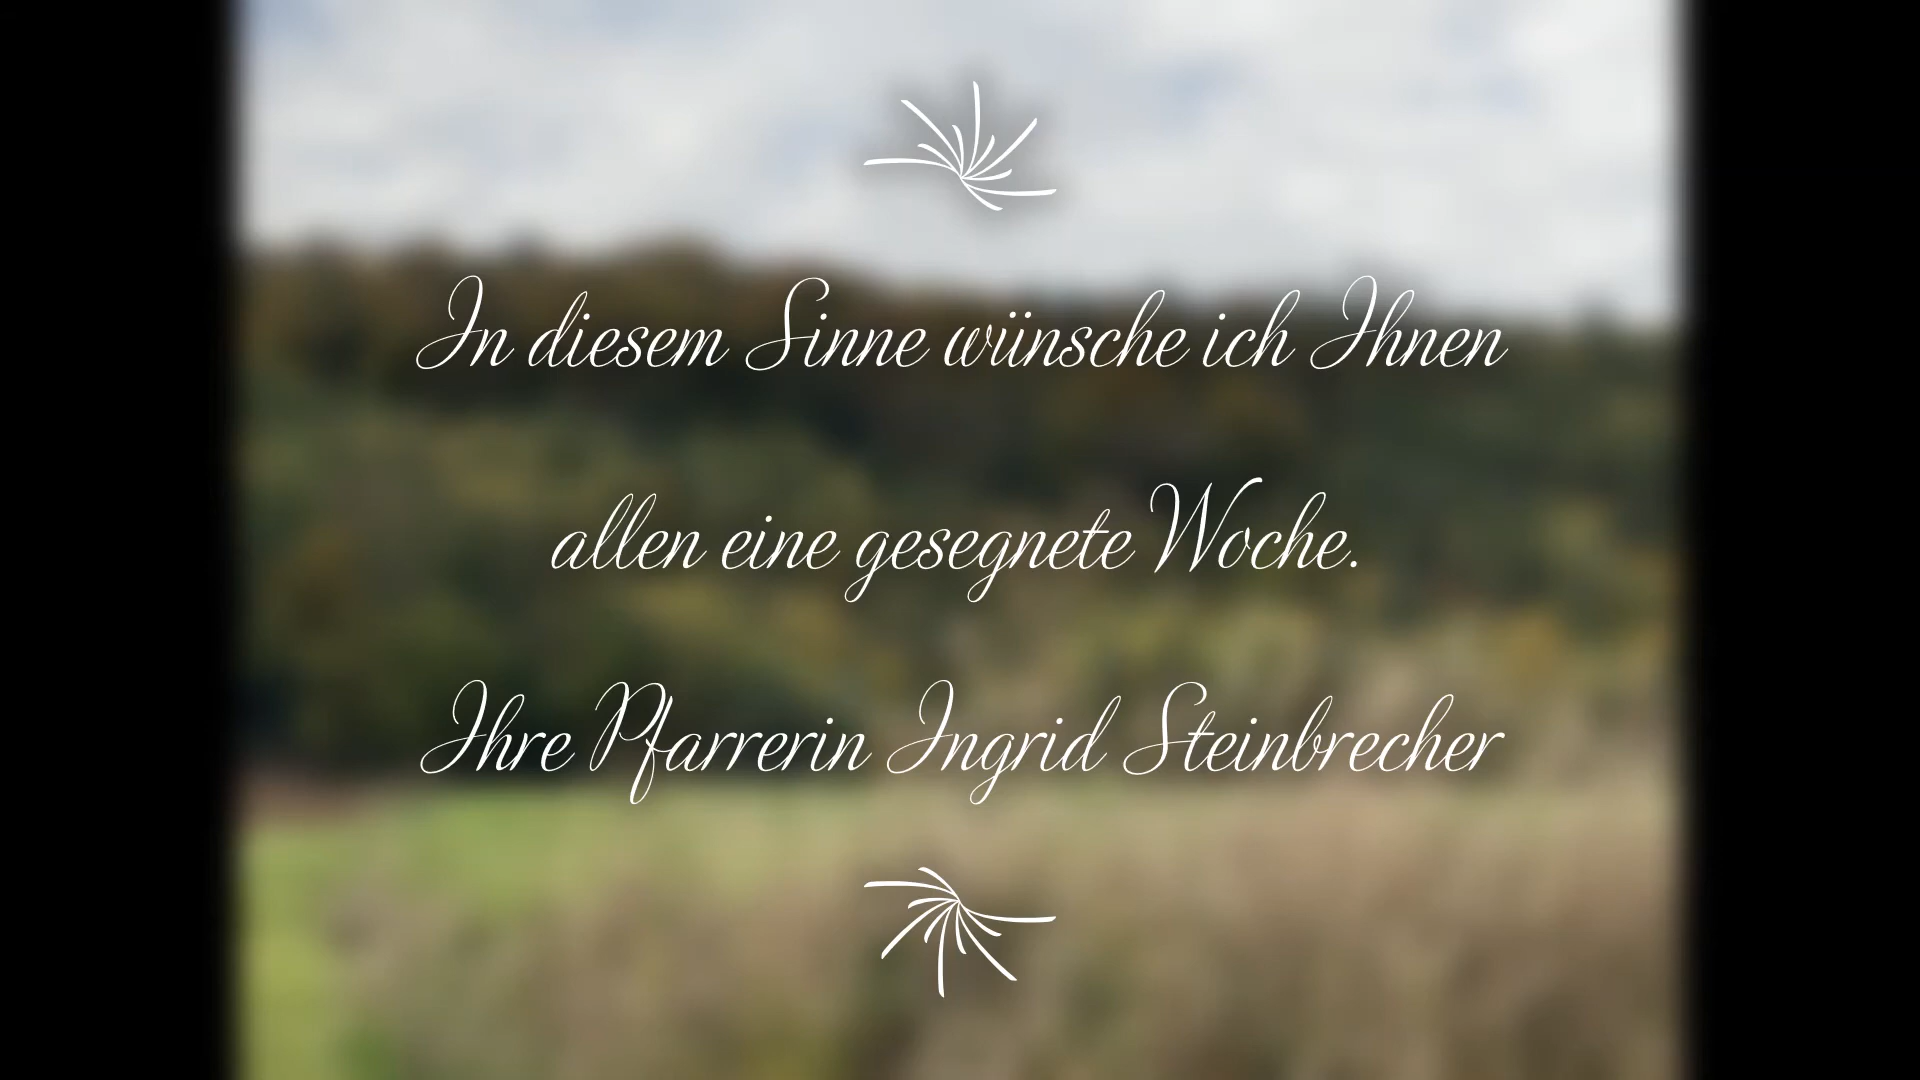 In diesem Sinne wünsche ich Ihnen
allen eine gesegnete Woche.
Ihre Pfarrerin Ingrid Steinbrecher